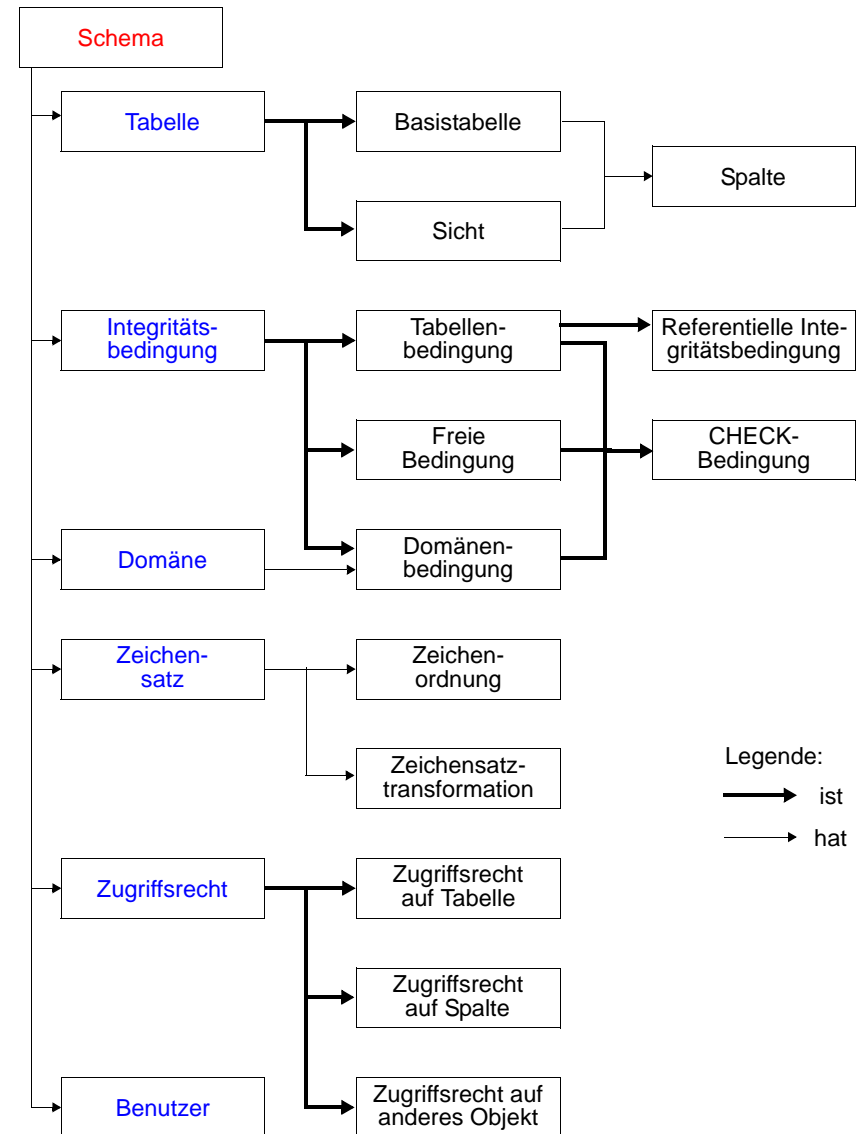 Schema
Tabelle
Basistabelle
Spalte
Sicht
Integritäts-
bedingung
Tabellen-
bedingung
Referentielle Inte-
gritätsbedingung
Freie
Bedingung
CHECK-
Bedingung
Domäne
Domänen-
bedingung
Zeichen-
satz
Zeichen-
ordnung
Zeichensatz-
transformation
Legende:
ist
hat
Zugriffsrecht
Zugriffsrecht
auf Tabelle
Zugriffsrecht
auf Spalte
Benutzer
Zugriffsrecht auf
anderes Objekt